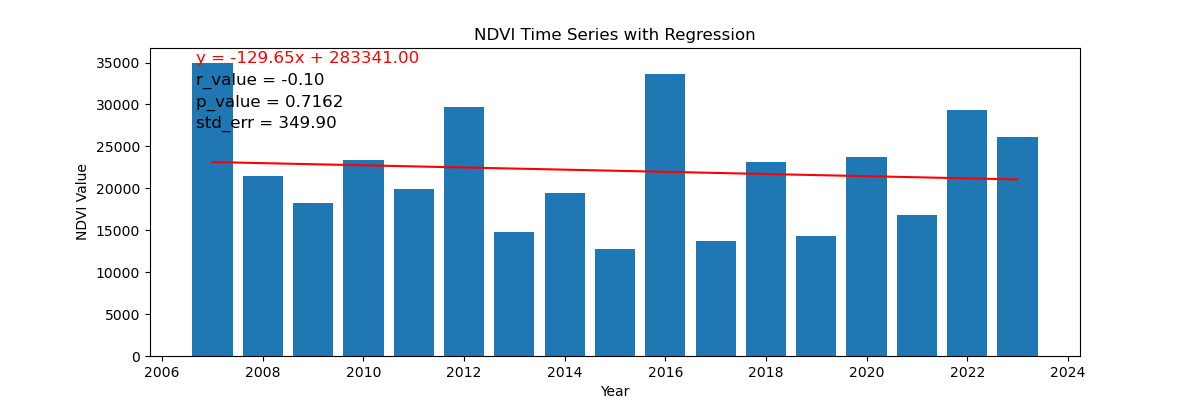 NDVI Time Series with Regression
y = -129.65x + 283341.00
r_value = -0.10
p_value = 0.7162
std_err = 349.90
NDVI Value
35000
30000
25000
20000
15000
10000
5000
0
2006 2008 2010 2012 2014 2016 2018 2020 2022 2024
Year